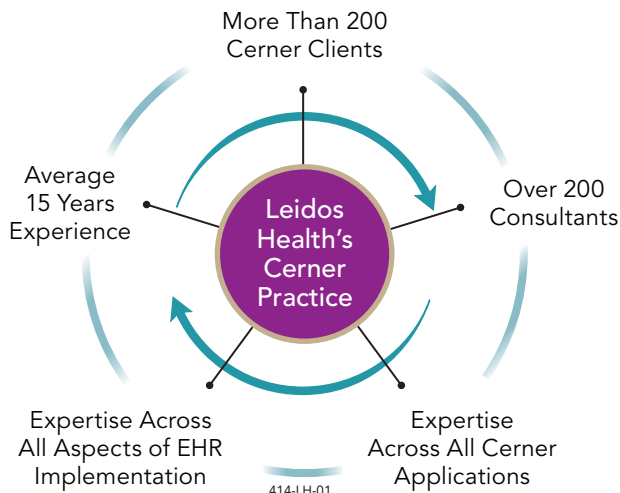 More Than 200
Cerner Clients
Average
15 Years
Experience
Leidos
Health's
Cerner
Practice
Over 200
Consultants
Expertise Across
All Aspects of EHR
Implementation
Expertise
Across All Cerner
Applications
414-LH-01